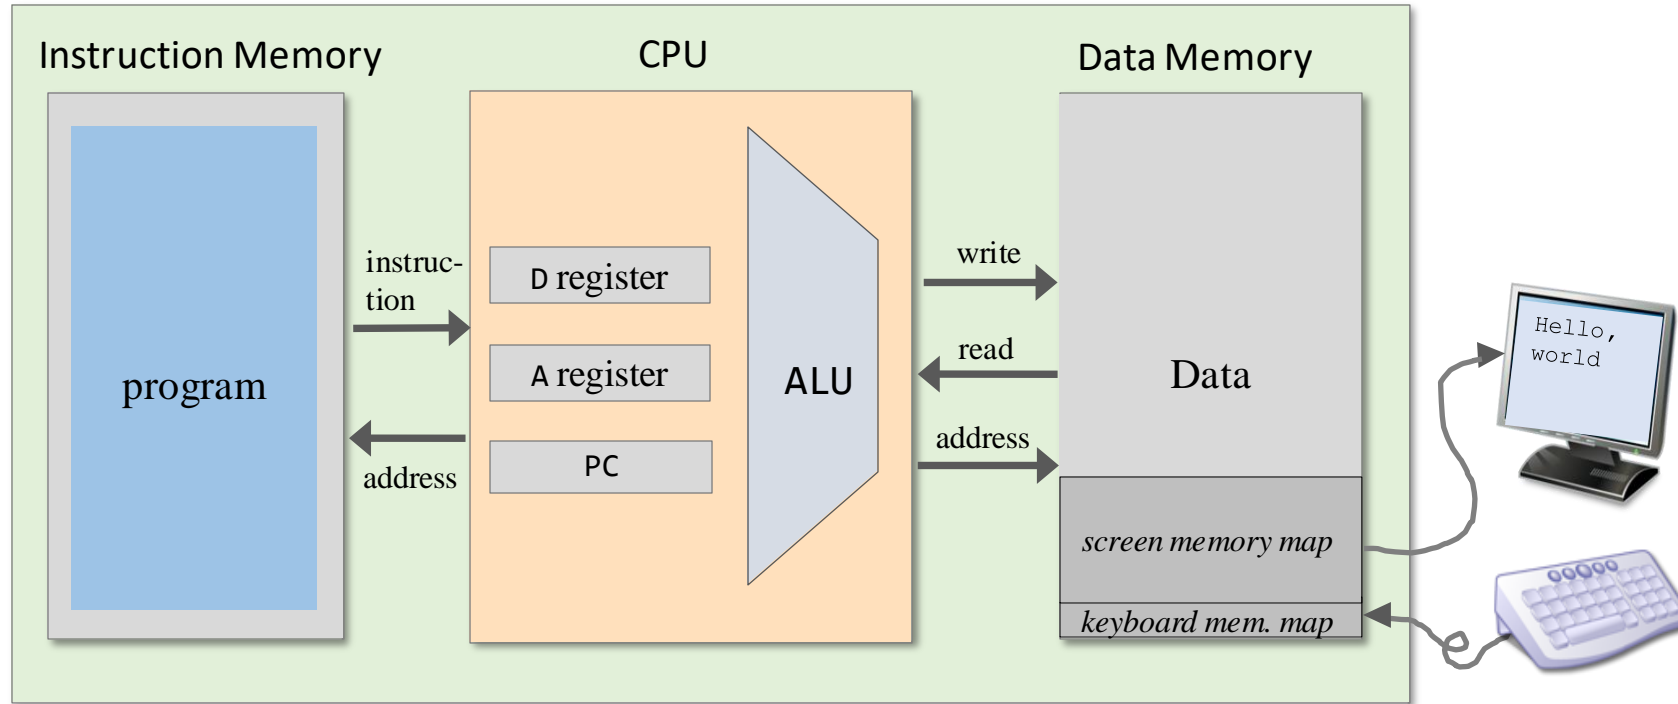 Instruction Memory
CPU
Data Memory
program
instruc-
tion
address
D register
A register
PC
ALU
write
read
address
Data
screen memory map
keyboard mem. map
Hello,
world